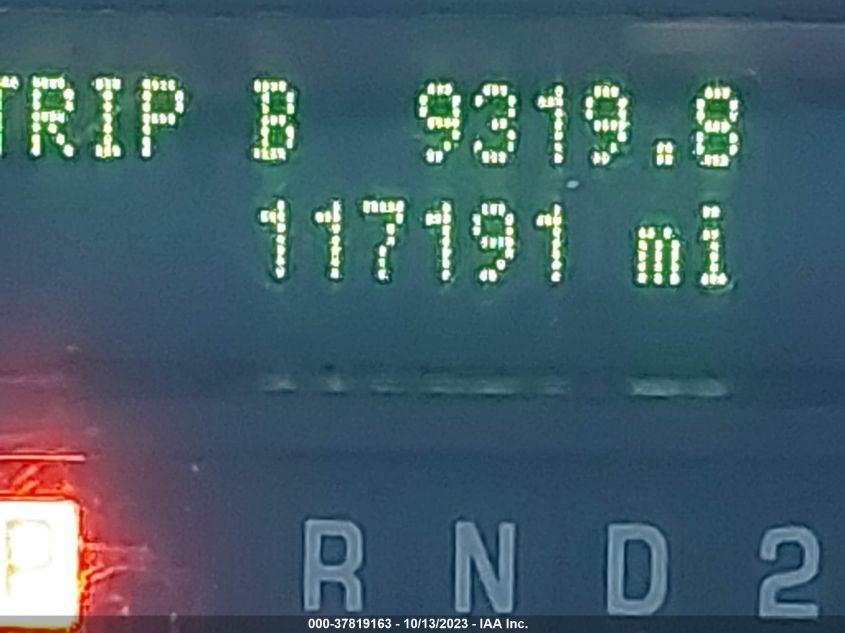 TRIP B 9319.8
117191 mi
P R N D 2
000-37819163 - 10/13/2023 - IAA Inc.